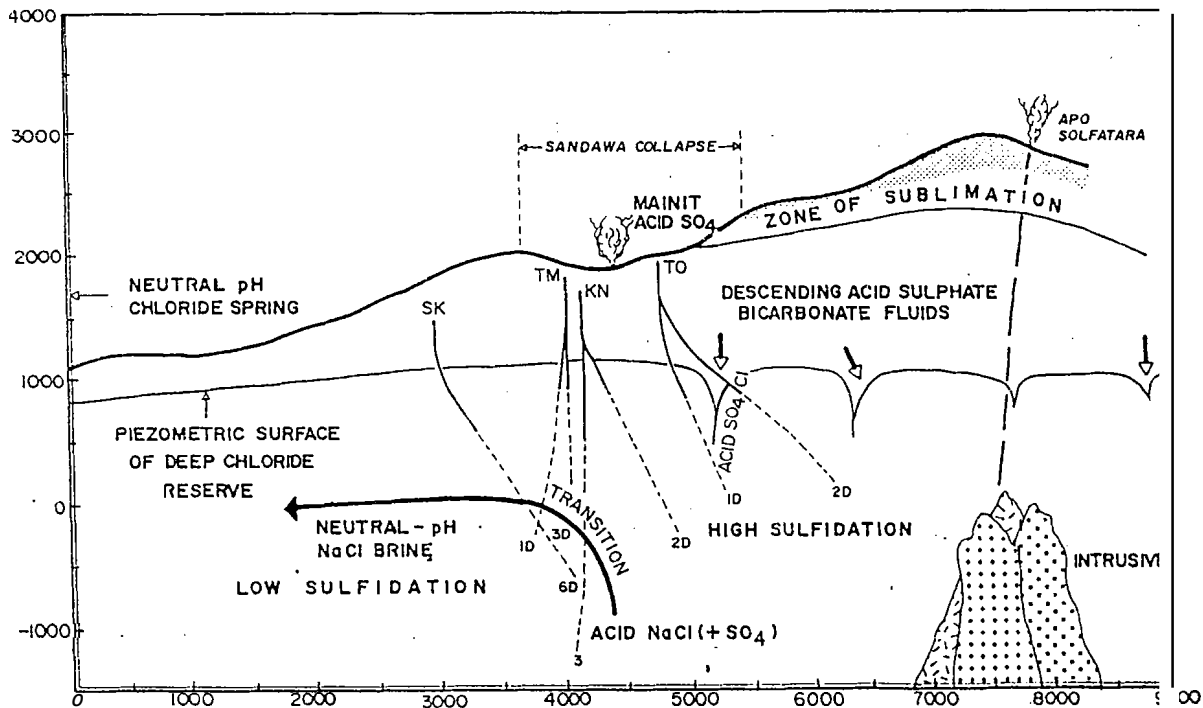 4000
3000
2000
1000
0
-1000
APO
SOLFATARA
SANDAWA COLLAPSE
MAINIT
ACID SO4
ZONE OF SUBLIMATION
NEUTRAL pH
CHLORIDE SPRING
SK
TM
KN
TO
DESCENDING ACID SULPHATE
BICARBONATE FLUIDS
ACID SO4 Cl
PIEZOMETRIC SURFACE
OF DEEP CHLORIDE
RESERVE
TRANSITION
1D
2D
HIGH SULFIDATION
NEUTRAL-pH
NaCl BRINE
1D
3D
2D
LOW SULFIDATION
6D
3
ACID NaCl (+ SO4)
INTRUSIVE
0
1000
2000
3000
4000
5000
6000
7000
8000